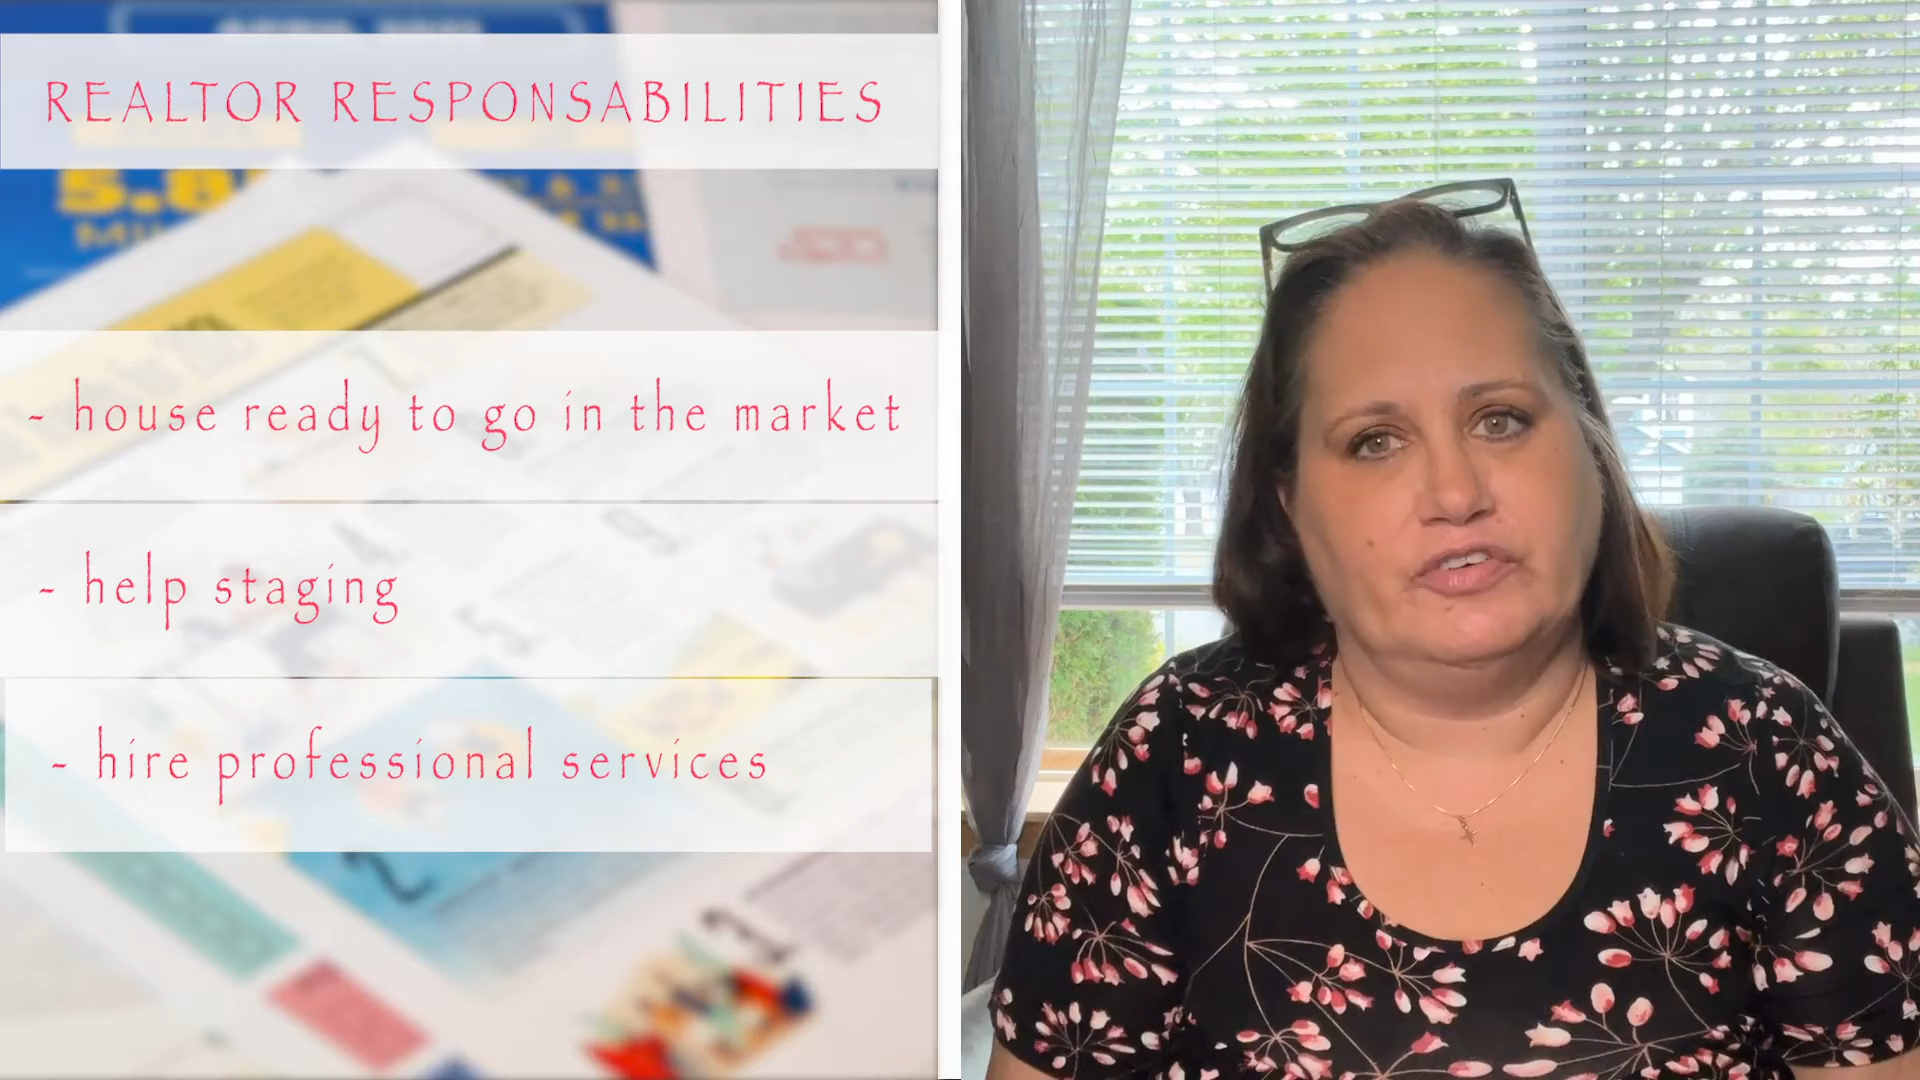 REALTOR RESPONSABILITIES
- house ready to go in the market
- help staging
- hire professional services